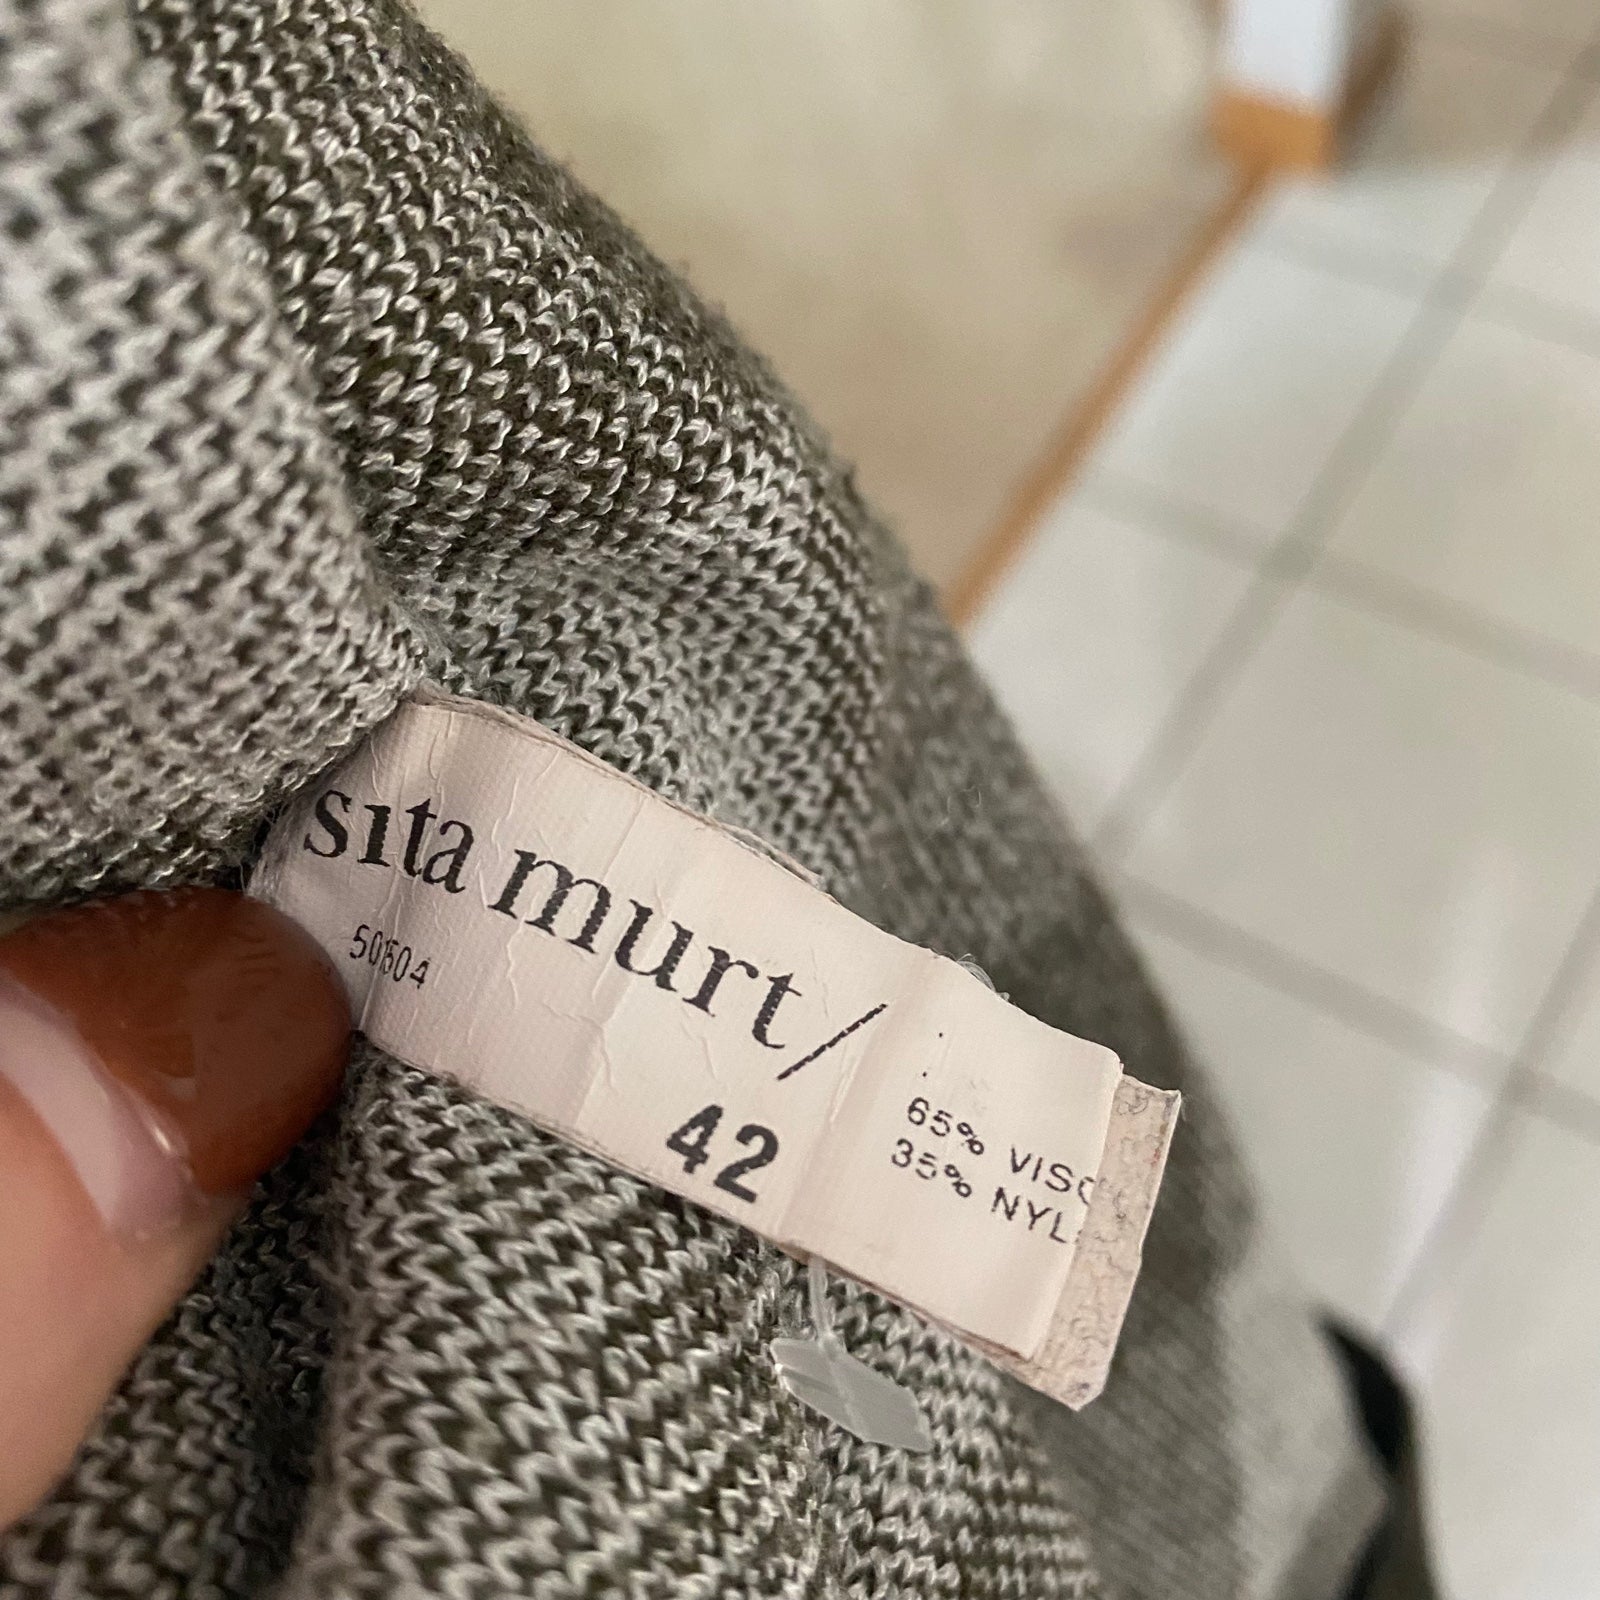 sita murt/
501504
42
65% VISC
35% NYL